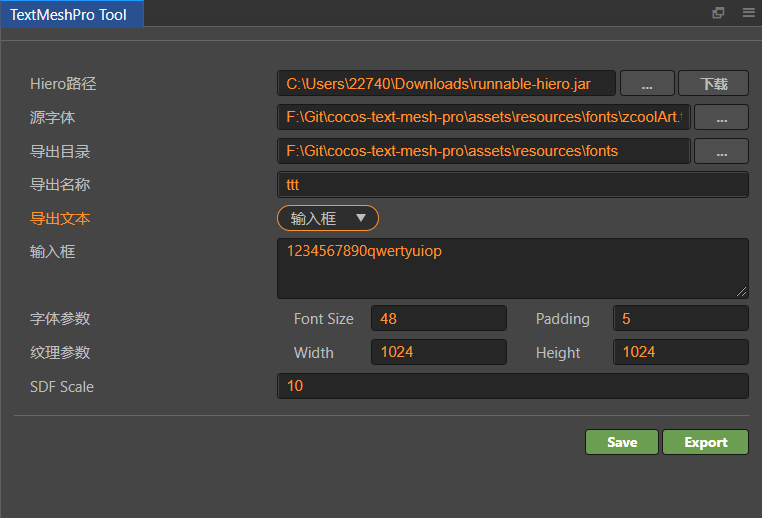 TextMeshPro Tool
Hiero路径 C:\Users\22740\Downloads\runnable-hiero.jar ... 下载
源字体 F:\Git\cocos-text-mesh-pro\assets\resources\fonts\zcoolArt. ...
导出目录 F:\Git\cocos-text-mesh-pro\assets\resources\fonts ...
导出名称 ttt
导出文本 输入框
输入框 1234567890qwertyuiop
字体参数 Font Size 48 Padding 5
纹理参数 Width 1024 Height 1024
SDF Scale 10
Save Export